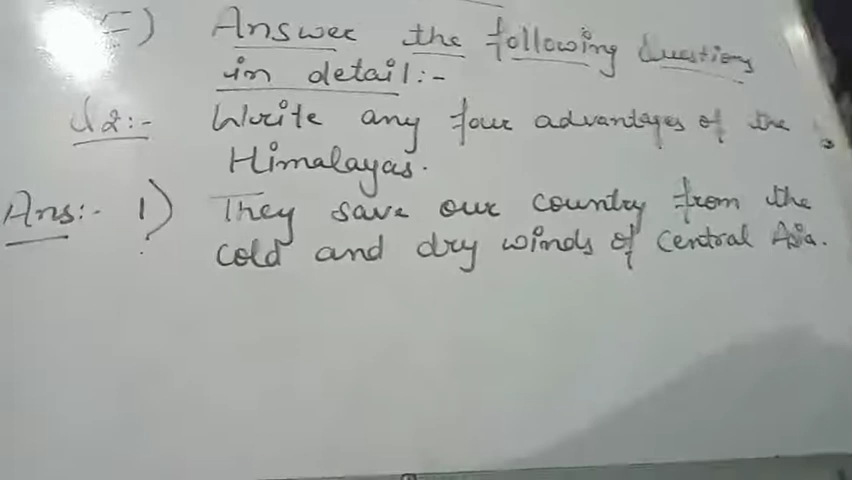 F) Answer the following Questions
in detail:-
Q2:- Write any four advantages of the
Himalayas.
Ans:- 1) They save our country from the
cold and dry winds of Central Asia.